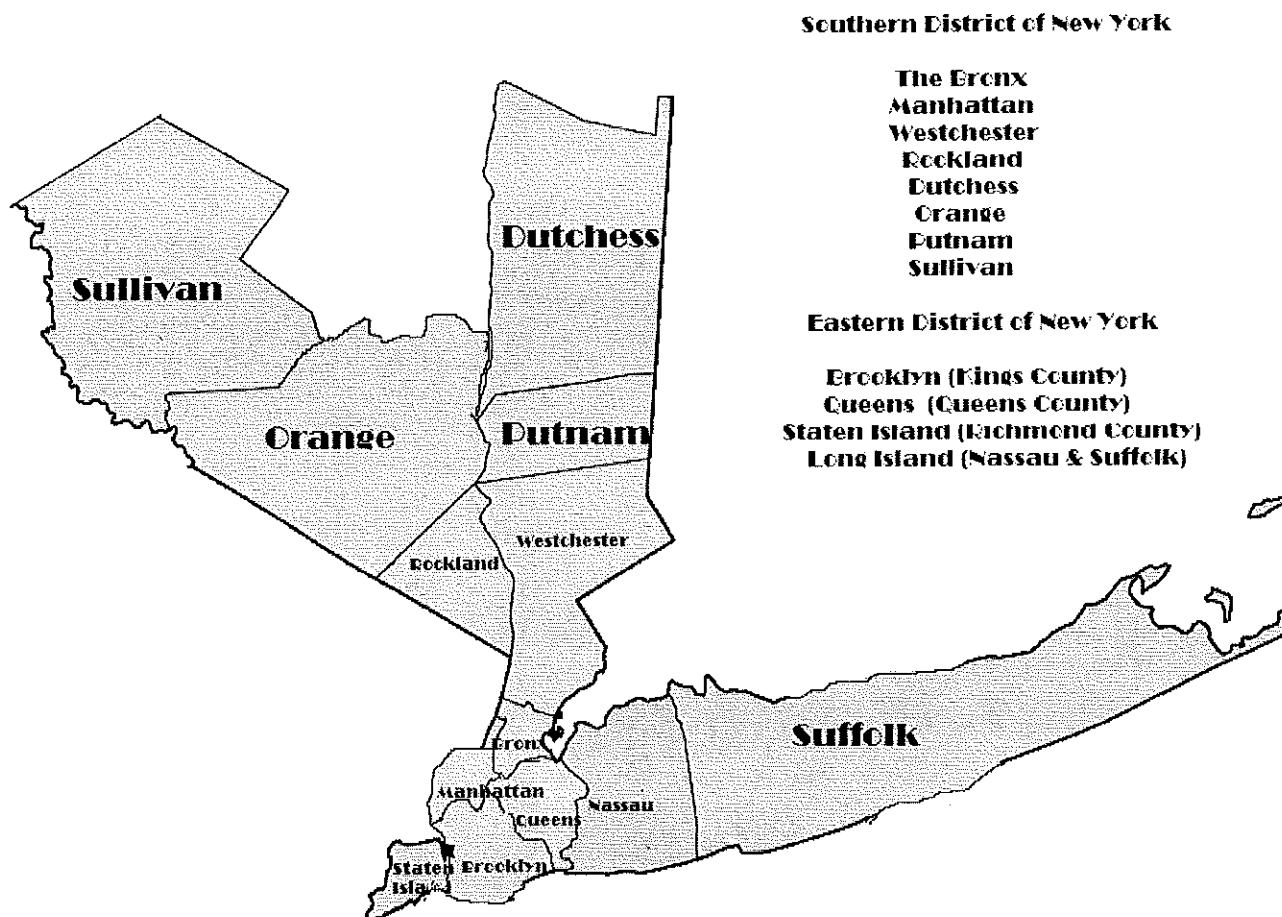 Southern District of New York
The Bronx
Manhattan
Westchester
Rockland
Dutchess
Orange
Putnam
Sullivan
Eastern District of New York
Brooklyn (Kings County)
Queens (Queens County)
Staten Island (Richmond County)
Long Island (Nassau & Suffolk)
Dutchess
Sullivan
Orange
Putnam
Westchester
Rockland
Suffolk
Bronx
Manhattan
Nassau
Queens
Staten
Island
Brooklyn